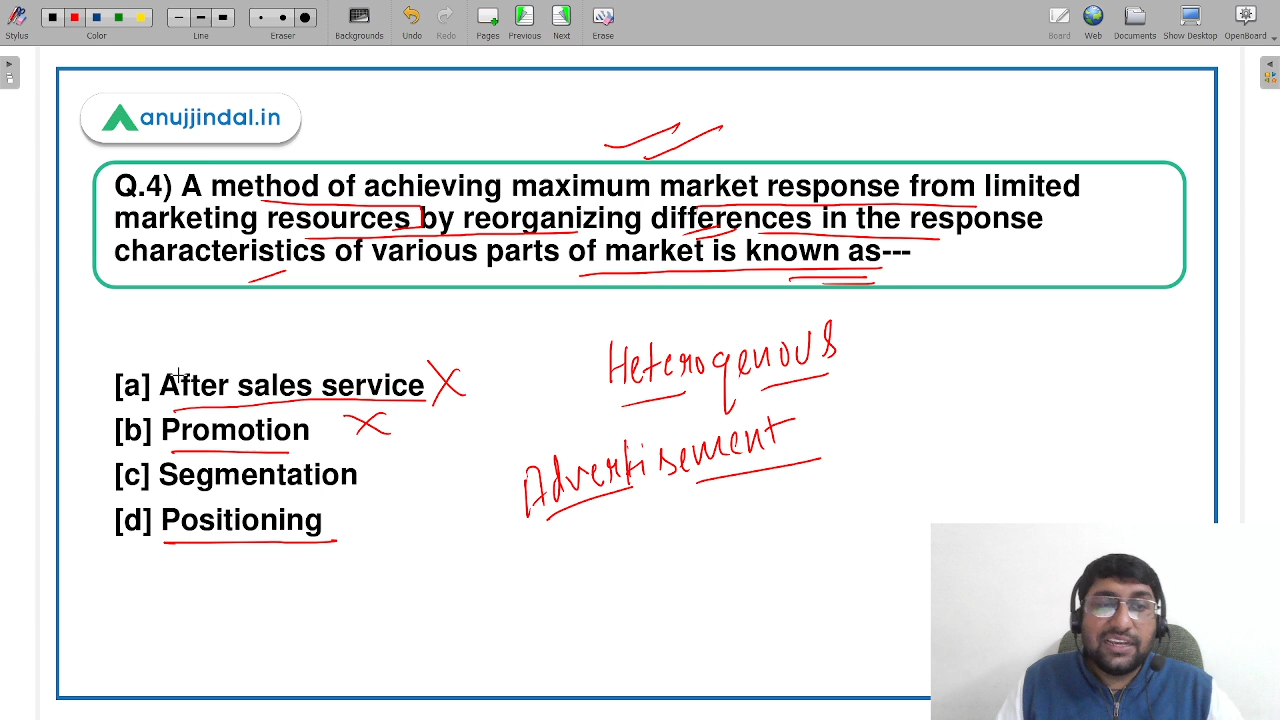 Stylus
Color
Line
Eraser
Backgrounds
Undo
Redo
Pages
Previous
Next
Erase
Board
Web
Documents
Show Desktop
OpenBoard
anujjindal.in
Q.4) A method of achieving maximum market response from limited
marketing resources by reorganizing differences in the response
characteristics of various parts of market is known as---
[a] After sales service X
[b] Promotion X
[c] Segmentation
[d] Positioning
Heterogenous
Advertisement